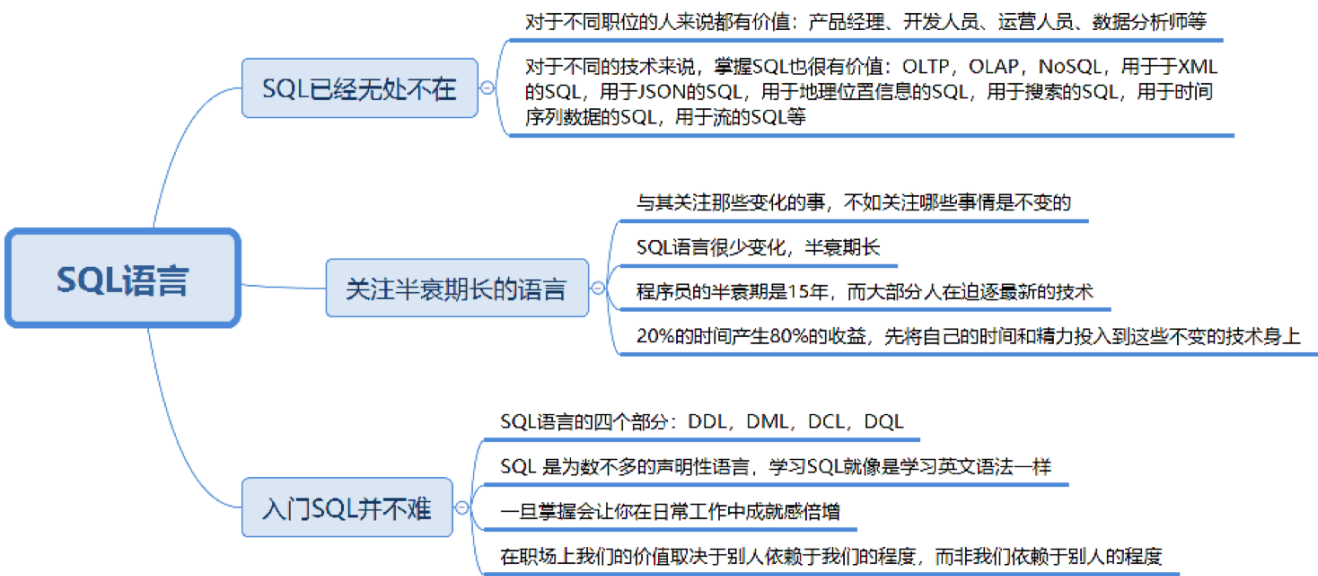 SQL语言
SQL已经无处不在
对于不同职位的人来说都有价值：产品经理、开发人员、运营人员、数据分析师等
对于不同的技术来说，掌握SQL也很有价值：OLTP，OLAP，NoSQL，用于于XML
的SQL，用于JSON的SQL，用于地理位置信息的SQL，用于搜索的SQL，用于时间
序列数据的SQL，用于流的SQL等
关注半衰期长的语言
与其关注那些变化的事，不如关注哪些事情是不变的
SQL语言很少变化，半衰期长
程序员的半衰期是15年，而大部分人在追逐最新的技术
20%的时间产生80%的收益，先将自己的时间和精力投入到这些不变的技术身上
入门SQL并不难
SQL语言的四个部分：DDL，DML，DCL，DQL
SQL 是为数不多的声明性语言，学习SQL就像是学习英文语法一样
一旦掌握会让你在日常工作中成就感倍增
在职场上我们的价值取决于别人依赖于我们的程度，而非我们依赖于别人的程度